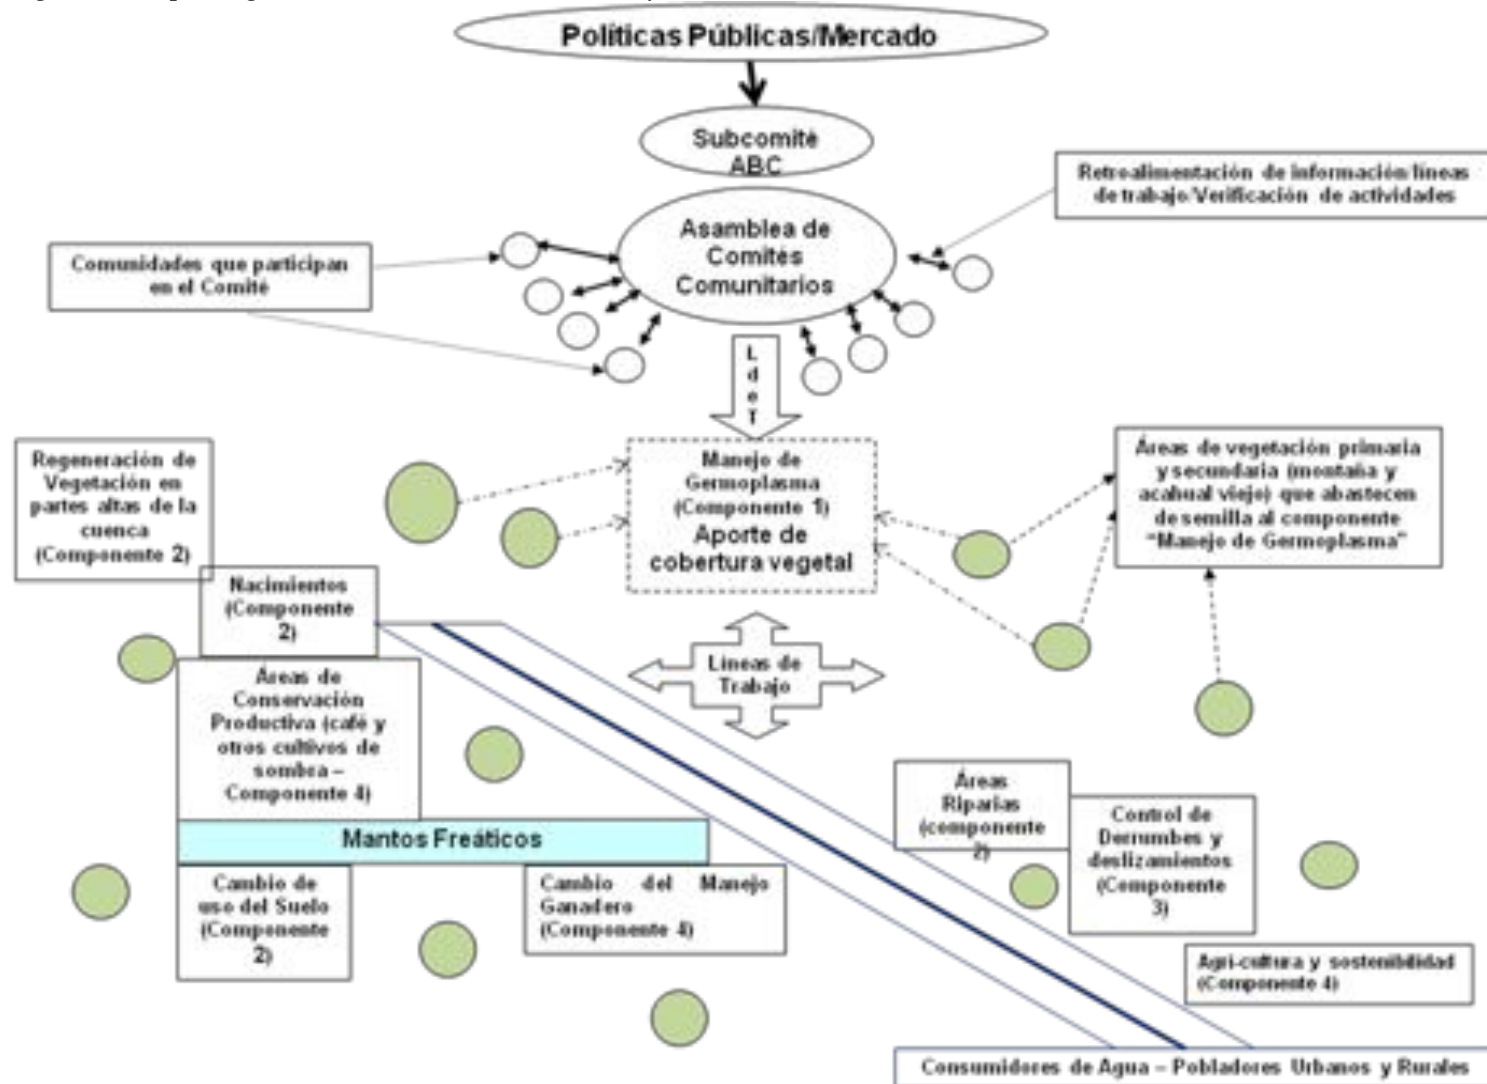 Políticas Públicas/Mercado
Subcomité
ABC
Retroalimentación de información/líneas
de trabajo/Verificación de actividades
Asamblea de
Comités
Comunitarios
Comunidades que participan
en el Comité
L
d
e
T
Regeneración de
Vegetación en
partes altas de la
cuenca
(Componente 2)
Manejo de
Germoplasma
(Componente 1)
Aporte de
cobertura vegetal
Áreas de vegetación primaria
y secundaria (montaña y
acahual viejo) que abastecen
de semilla al componente
“Manejo de Germoplasma”
Nacimientos
(Componente
2)
Líneas de
Trabajo
Áreas de
Conservación
Productiva (café y
otros cultivos de
sombra –
Componente 4)
Mantos Freáticos
Áreas
Riparias
(componente
2)
Control de
Derrumbes y
deslizamientos
(Componente
3)
Cambio de
uso del Suelo
(Componente
2)
Cambio del Manejo
Ganadero
(Componente 4)
Agri-cultura y sostenibilidad
(Componente 4)
Consumidores de Agua – Pobladores Urbanos y Rurales